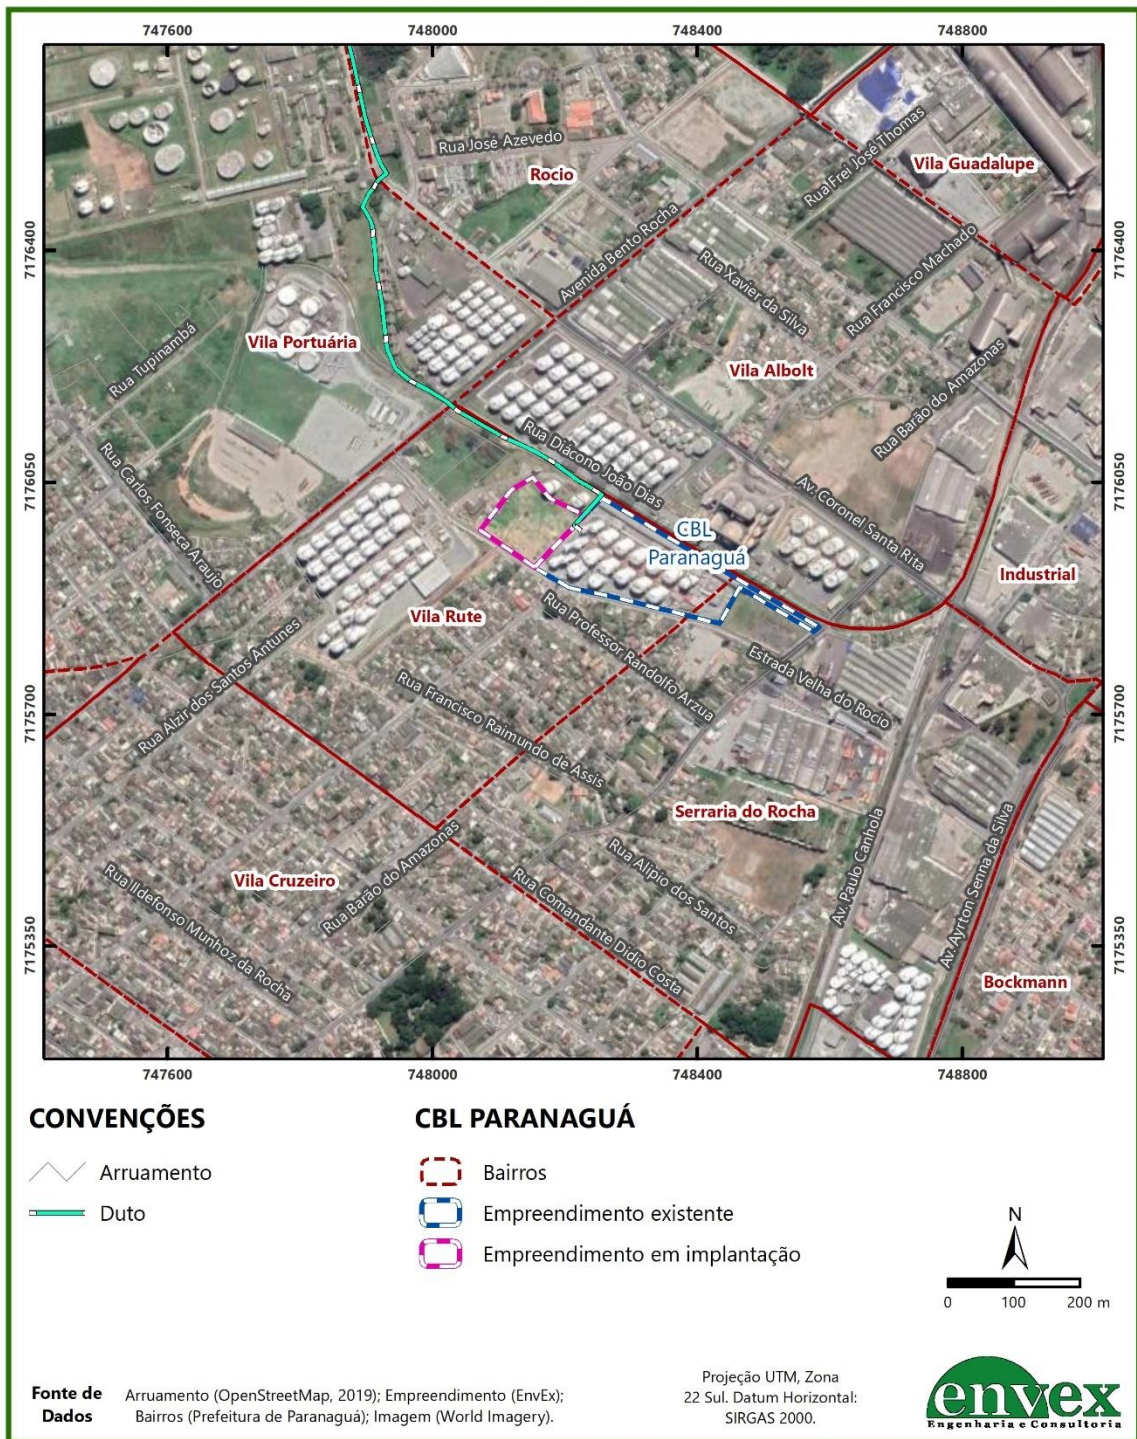 747600 748000 748400 748800
7176400
7176050
7175700
7175350
7176400
7176050
7175700
7175350
Rua José Azevedo
Rocio
Rua Frei José Thomas
Vila Guadalupe
Avenida Bento Rocha
Rua Xavier da Silva
Rua Francisco Machado
Vila Portuária
Rua Tupinambá
Vila Albolt
Rua Barão do Amazonas
Rua Diácono João Dias
Rua Carlos Fonseca Araujo
Av. Coronel Santa Rita
CBL
Paranaguá
Industrial
Vila Rute
Rua Professor Randolfo Arzua
Rua Alzir dos Santos Antunes
Estrada Velha do Rocio
Rua Francisco Raimundo de Assis
Serraria do Rocha
Av. Paulo Canhola
Av. Ayrton Senna da Silva
Rua Alipio dos Santos
Vila Cruzeiro
Rua Barão do Amazonas
Rua Comandante Didio Costa
Rua Ildefonso Munhoz da Rocha
Bockmann
747600 748000 748400 748800
CONVENÇÕES
Arruamento
Duto
CBL PARANAGUÁ
Bairros
Empreendimento existente
Empreendimento em implantação
N
0 100 200 m
Fonte de
Dados
Arruamento (OpenStreetMap, 2019); Empreendimento (EnvEx);
Bairros (Prefeitura de Paranaguá); Imagem (World Imagery).
Projeção UTM, Zona
22 Sul. Datum Horizontal:
SIRGAS 2000.
envex
Engenharia e Consultoria